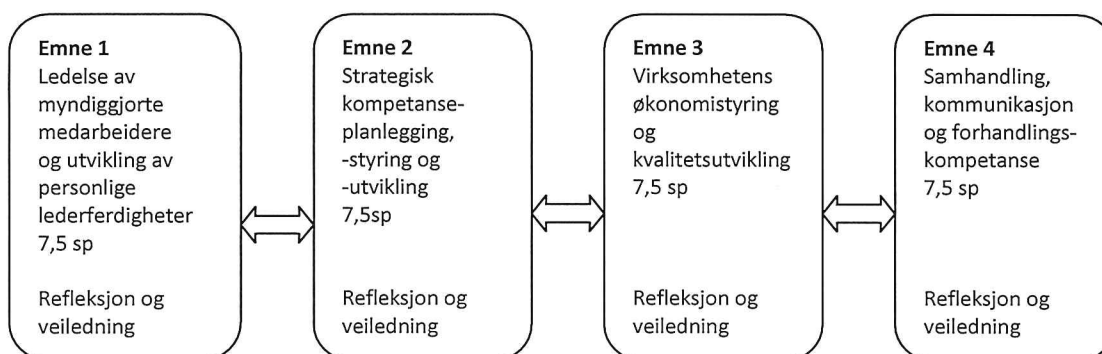 Emne 1
Ledelse av
myndiggjorte
medarbeidere
og utvikling av
personlige
lederferdigheter
7,5 sp
Refleksjon og
veiledning
Emne 2
Strategisk
kompetanse-
planlegging,
-styring og
-utvikling
7,5sp
Refleksjon og
veiledning
Emne 3
Virksomhetens
økonomistyring
og
kvalitetsutvikling
7,5 sp
Refleksjon og
veiledning
Emne 4
Samhandling,
kommunikasjon
og forhandlings-
kompetanse
7,5 sp
Refleksjon og
veiledning